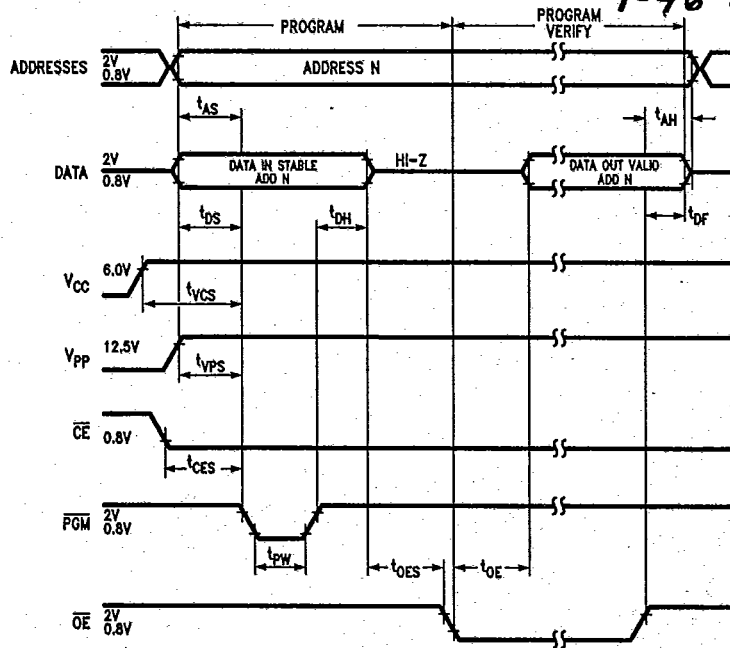 PROGRAM
PROGRAM
VERIFY
ADDRESSES 2V
0.8V
ADDRESS N
tAS
tAH
DATA 2V
0.8V
DATA IN STABLE
ADD N
HI-Z
DATA OUT VALID
ADD N
tDS
tDH
tDF
VCC 6.0V
tVCS
VPP 12.5V
tVPS
CE 0.8V
tCES
PGM 2V
0.8V
tPW
tOES
tOE
OE 2V
0.8V